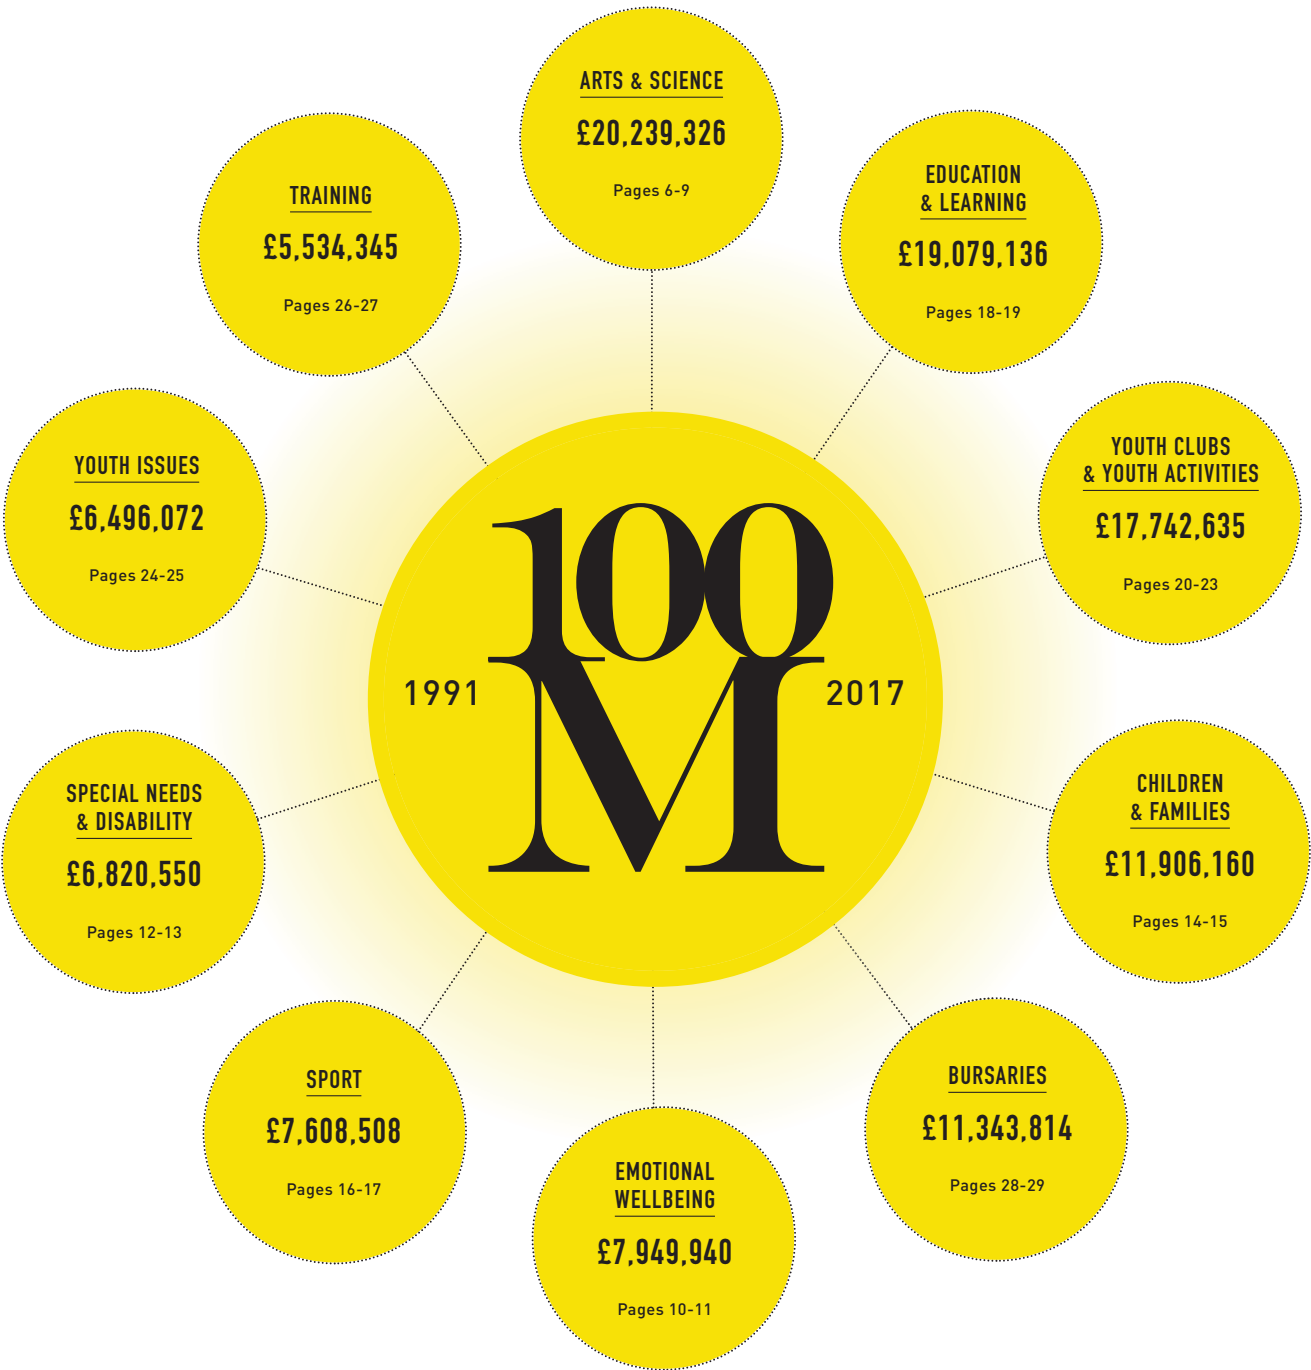 ARTS & SCIENCE
£20,239,326
Pages 6-9
EDUCATION
& LEARNING
£19,079,136
Pages 18-19
YOUTH CLUBS
& YOUTH ACTIVITIES
£17,742,635
Pages 20-23
CHILDREN
& FAMILIES
£11,906,160
Pages 14-15
BURSARIES
£11,343,814
Pages 28-29
EMOTIONAL
WELLBEING
£7,949,940
Pages 10-11
SPORT
£7,608,508
Pages 16-17
SPECIAL NEEDS
& DISABILITY
£6,820,550
Pages 12-13
YOUTH ISSUES
£6,496,072
Pages 24-25
TRAINING
£5,534,345
Pages 26-27
1991
100
M
2017